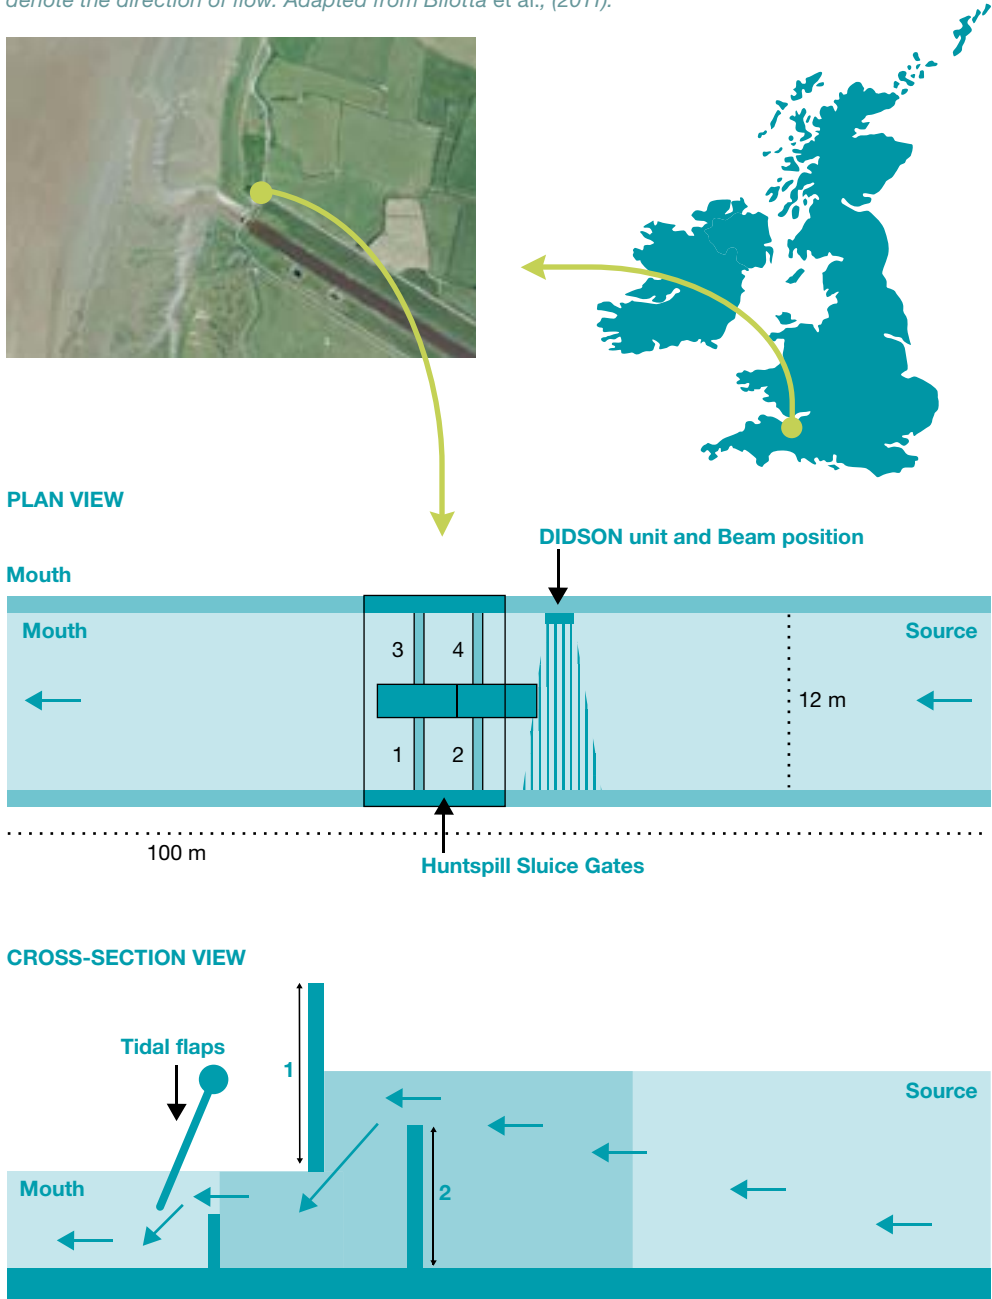 denote the direction of flow. Adapted from Bilotta et al., (2011).
PLAN VIEW
DIDSON unit and Beam position
Mouth
Mouth
Source
3
4
12 m
1
2
100 m
Huntspill Sluice Gates
CROSS-SECTION VIEW
Tidal flaps
1
Source
Mouth
2